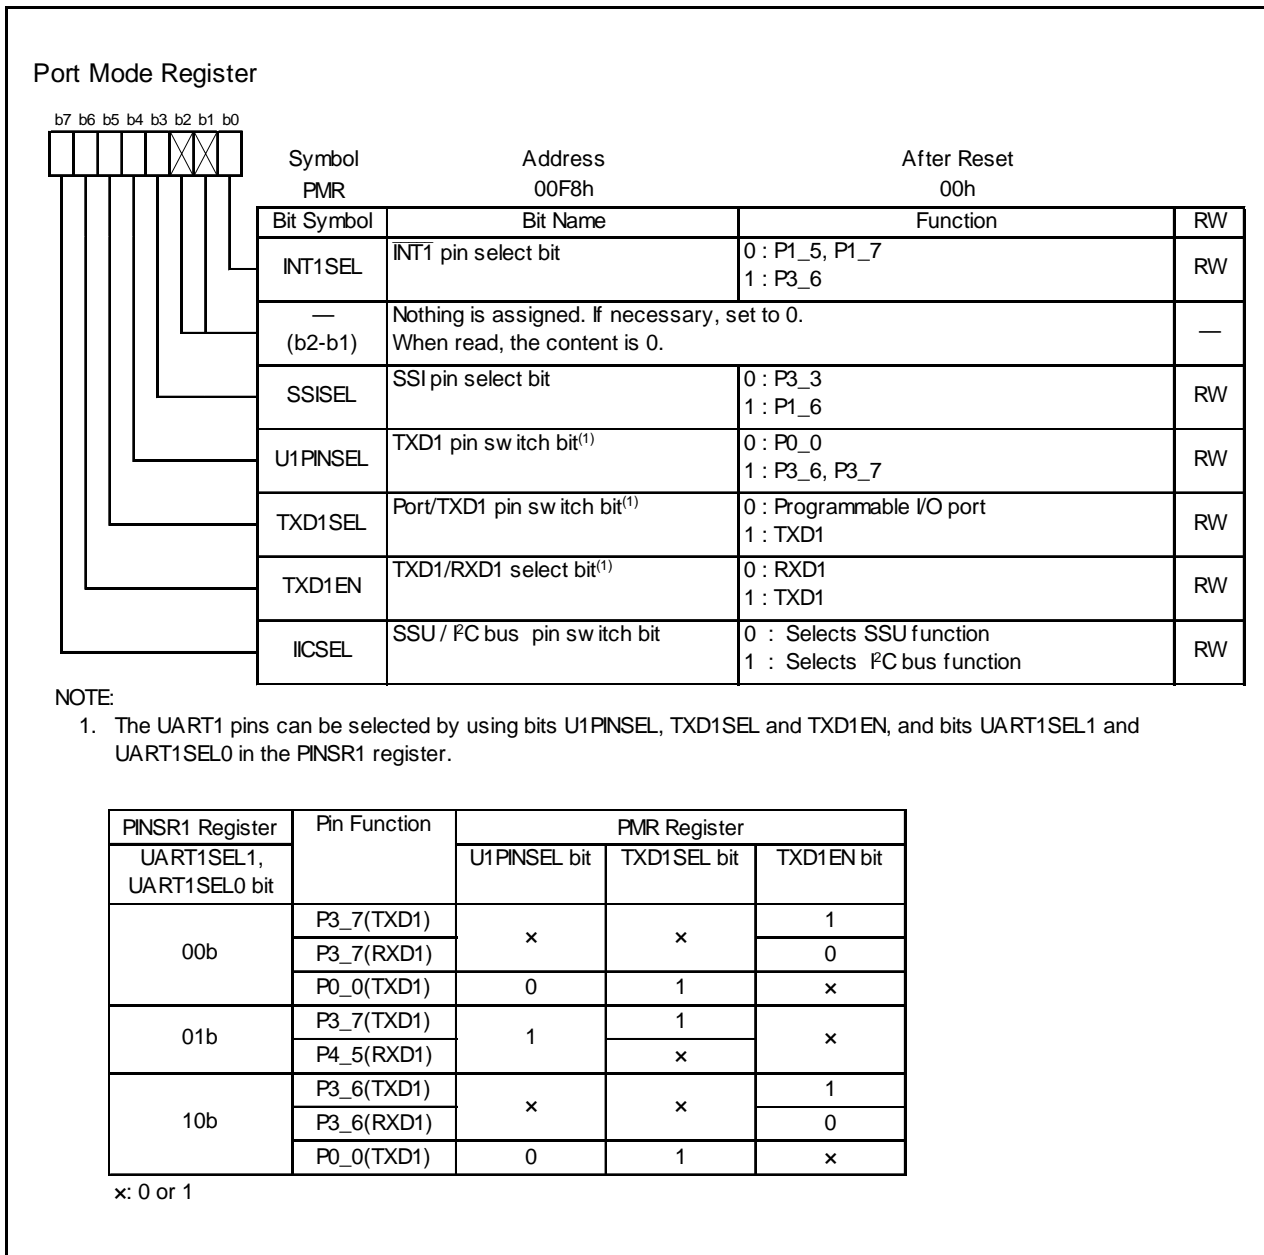 Port Mode Register
b7 b6 b5 b4 b3 b2 b1 b0
Symbol Address After Reset
PMR 00F8h 00h
Bit Symbol Bit Name Function RW
INT1SEL INT1 pin select bit 0 : P1_5, P1_7 RW
1 : P3_6
— Nothing is assigned. If necessary, set to 0. —
(b2-b1) When read, the content is 0.
SSISEL SSI pin select bit 0 : P3_3 RW
1 : P1_6
U1PINSEL TXD1 pin switch bit(1) 0 : P0_0 RW
1 : P3_6, P3_7
TXD1SEL Port/TXD1 pin switch bit(1) 0 : Programmable I/O port RW
1 : TXD1
TXD1EN TXD1/RXD1 select bit(1) 0 : RXD1 RW
1 : TXD1
IICSEL SSU / I²C bus pin switch bit 0 : Selects SSU function RW
1 : Selects I²C bus function
NOTE:
1. The UART1 pins can be selected by using bits U1PINSEL, TXD1SEL and TXD1EN, and bits UART1SEL1 and
UART1SEL0 in the PINSR1 register.
PINSR1 Register Pin Function PMR Register
UART1SEL1, U1PINSEL bit TXD1SEL bit TXD1EN bit
UART1SEL0 bit
00b P3_7(TXD1) × × 1
P3_7(RXD1) 0
P0_0(TXD1) 0 1 ×
01b P3_7(TXD1) 1 1 ×
P4_5(RXD1) ×
10b P3_6(TXD1) × × 1
P3_6(RXD1) 0
P0_0(TXD1) 0 1 ×
×: 0 or 1